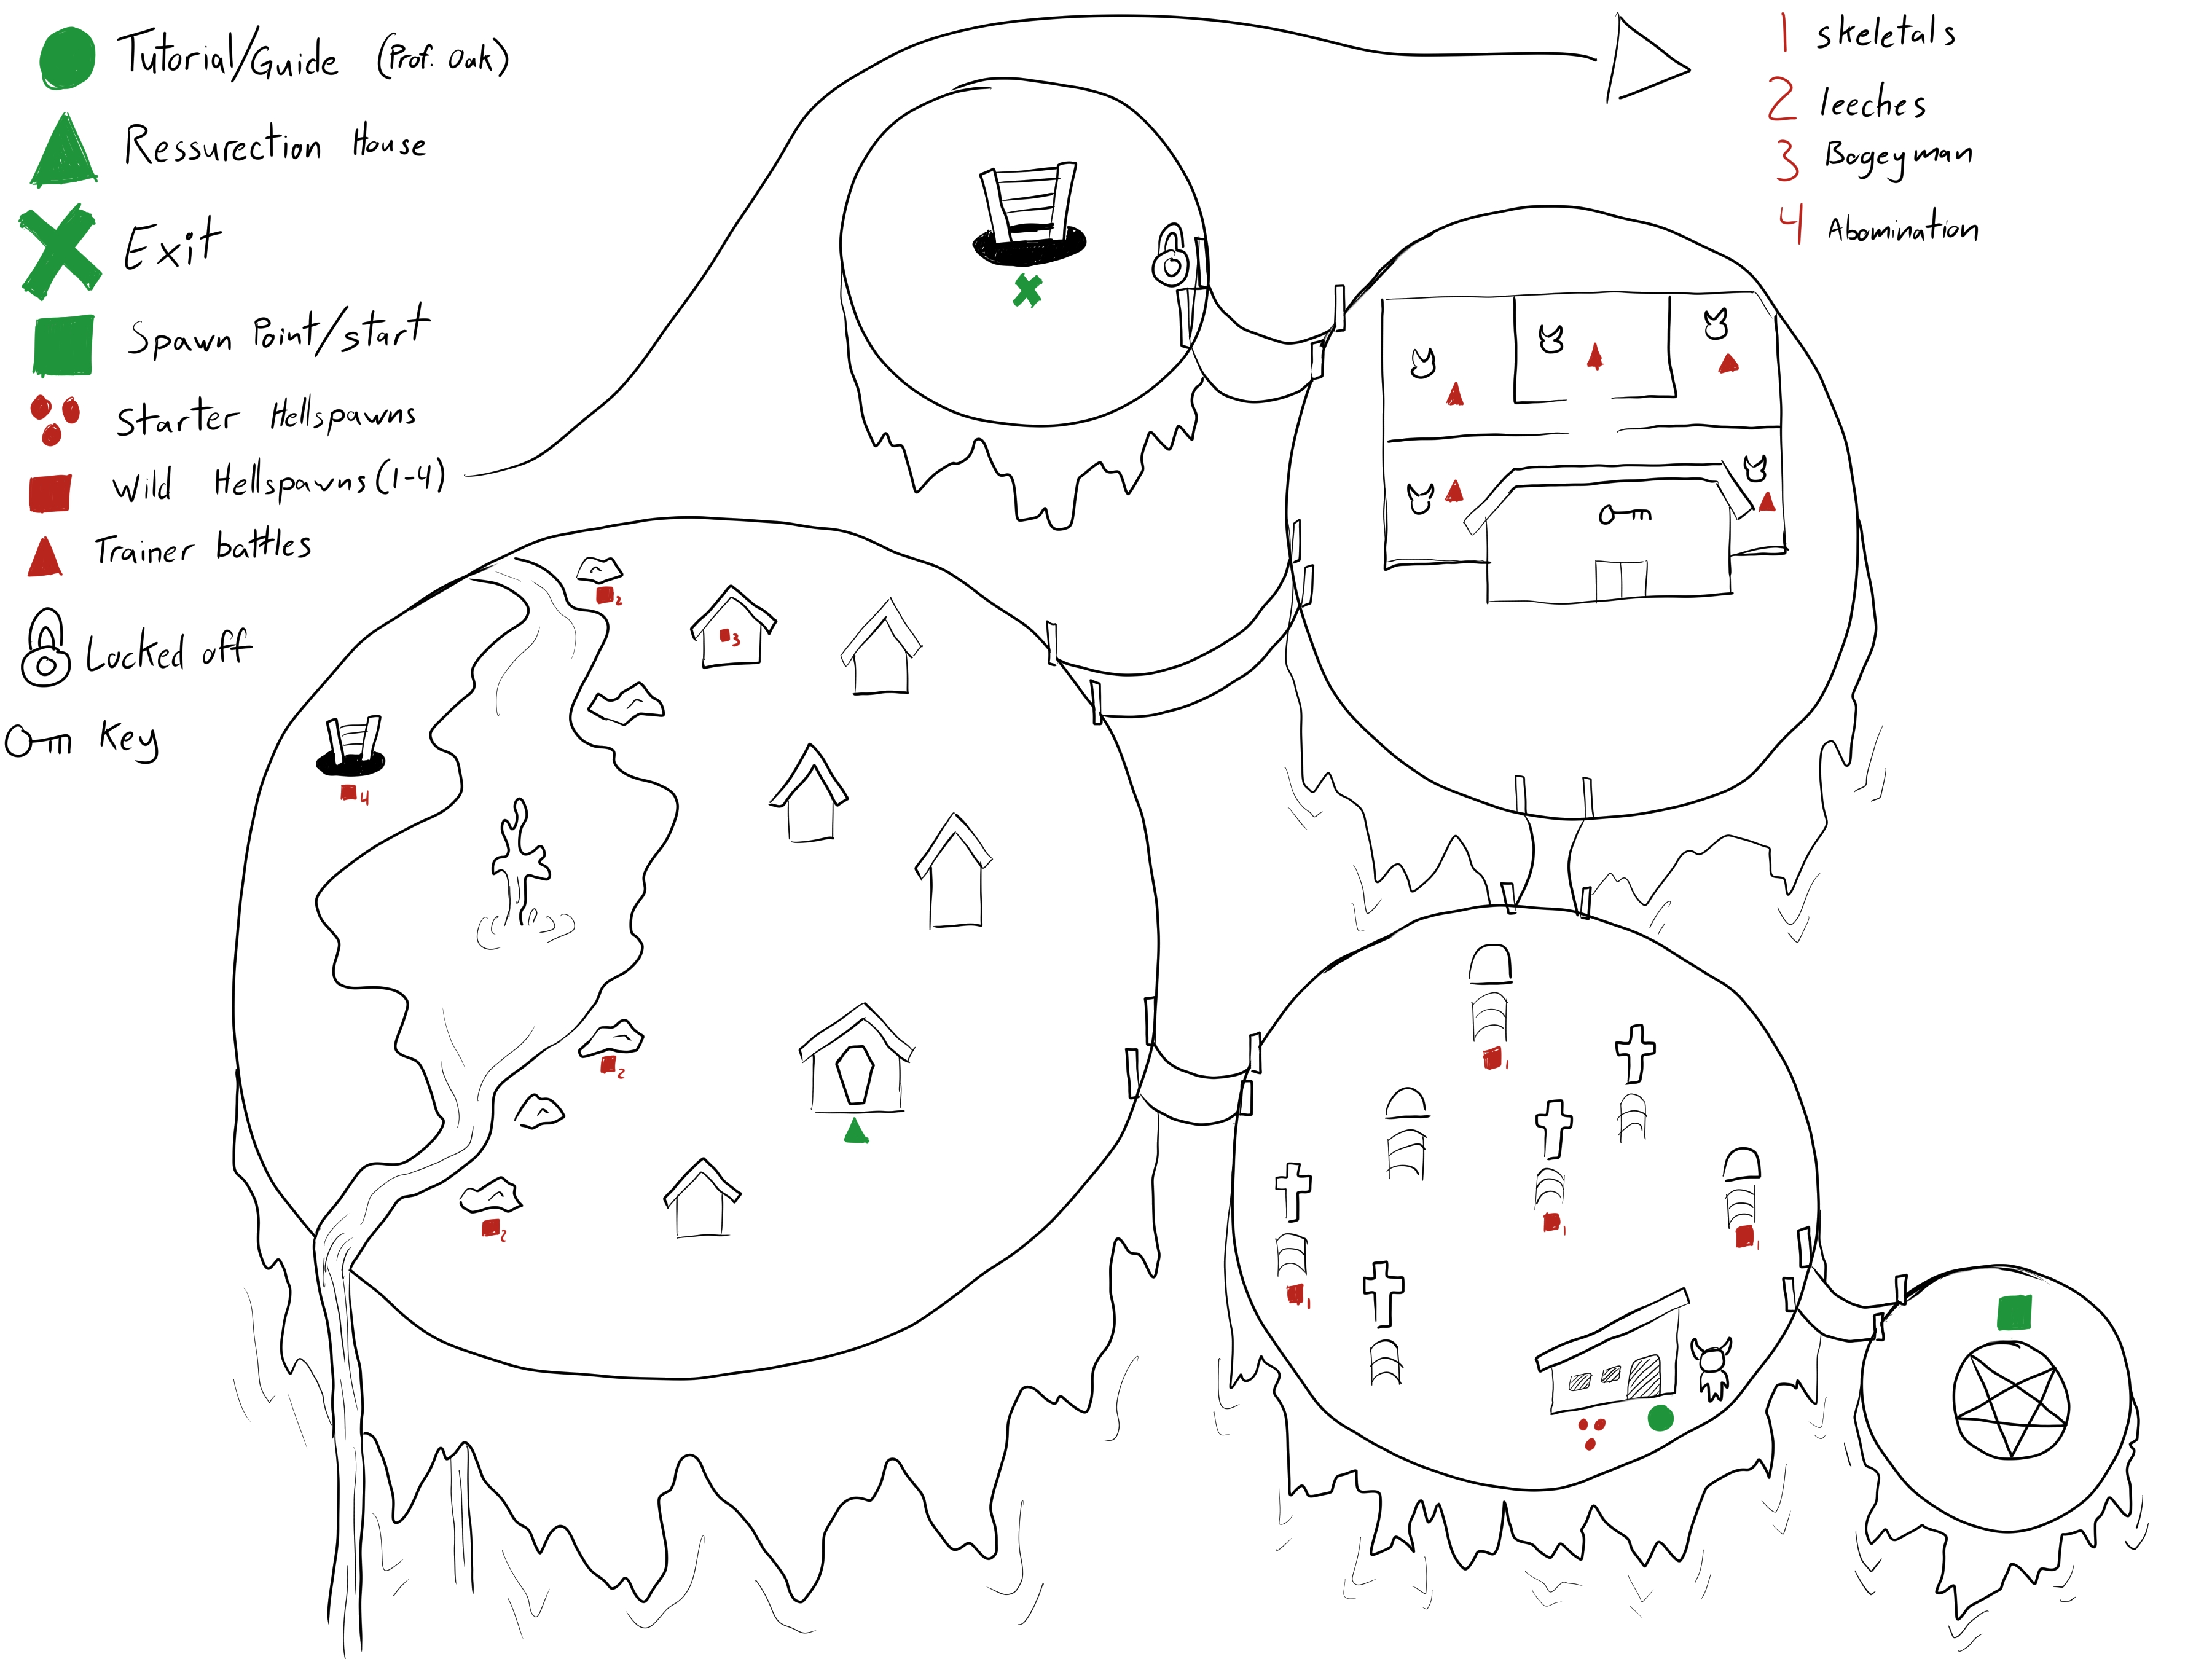 Tutorial/Guide (Prof. Oak)
Ressurection House
Exit
Spawn Point/start
Starter Hellspawns
Wild Hellspawns (1-4)
Trainer battles
Locked off
Key
1 skeletals
2 leeches
3 Bogeyman
4 Abomination
2
3
4
2
2
1
1
1
1